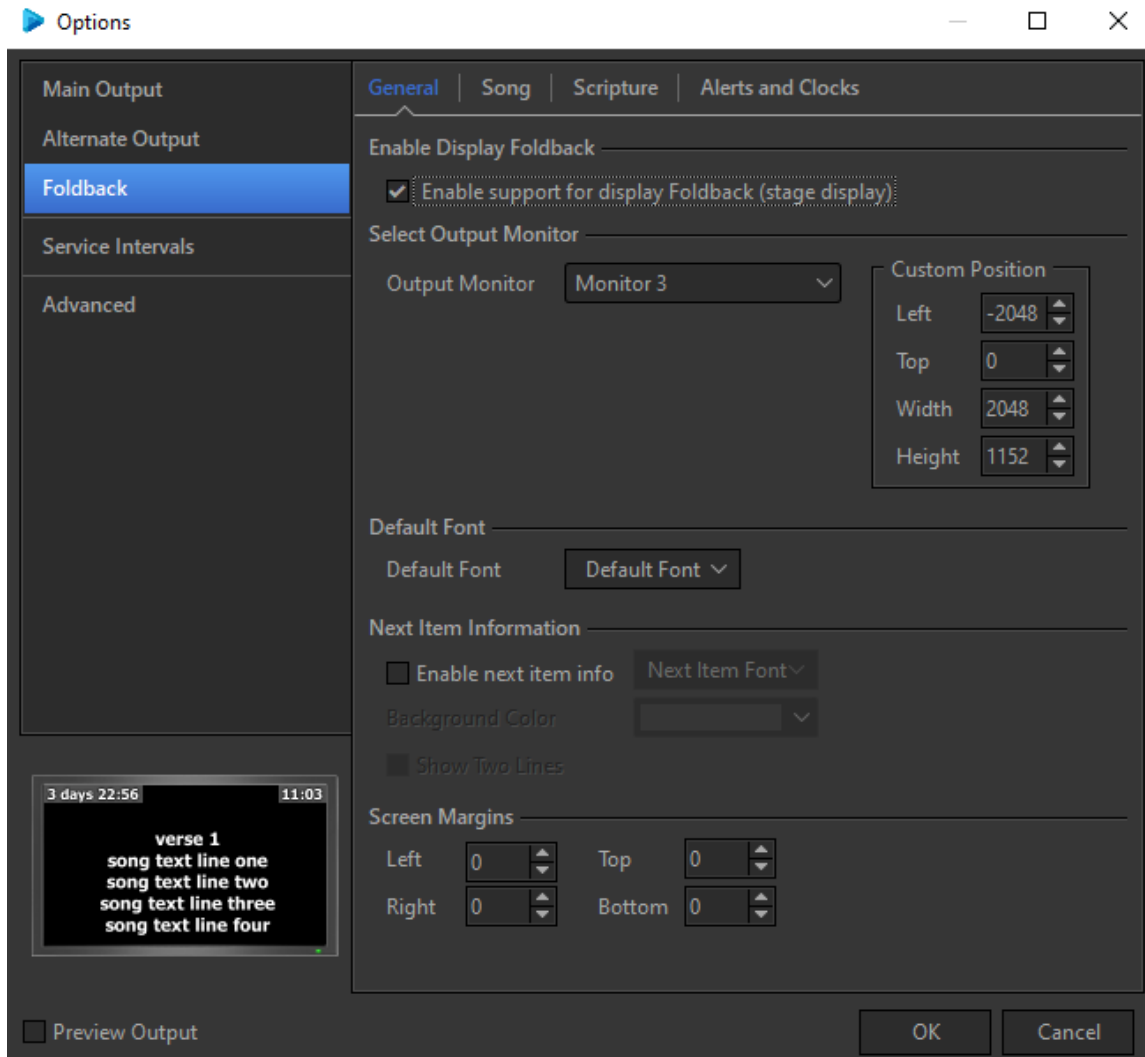 Options
Main Output
Alternate Output
Foldback
Service Intervals
Advanced
General
Song
Scripture
Alerts and Clocks
Enable Display Foldback
Enable support for display Foldback (stage display)
Select Output Monitor
Output Monitor Monitor 3
Custom Position
Left -2048
Top 0
Width 2048
Height 1152
Default Font
Default Font Default Font
Next Item Information
Enable next item info Next Item Font
Background Color
Show Two Lines
Screen Margins
Left 0 Top 0
Right 0 Bottom 0
3 days 22:56 11:03
verse 1
song text line one
song text line two
song text line three
song text line four
Preview Output
OK Cancel